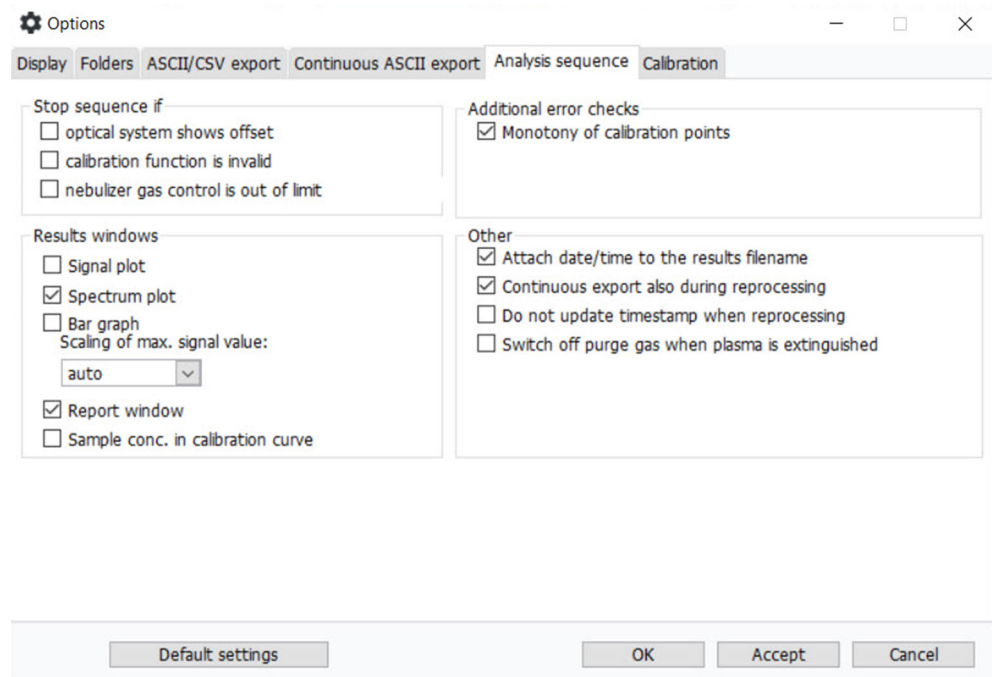 Options
Display Folders ASCII/CSV export Continuous ASCII export Analysis sequence Calibration
Stop sequence if
optical system shows offset
calibration function is invalid
nebulizer gas control is out of limit
Additional error checks
Monotony of calibration points
Results windows
Signal plot
Spectrum plot
Bar graph
Scaling of max. signal value:
auto
Report window
Sample conc. in calibration curve
Other
Attach date/time to the results filename
Continuous export also during reprocessing
Do not update timestamp when reprocessing
Switch off purge gas when plasma is extinguished
Default settings OK Accept Cancel